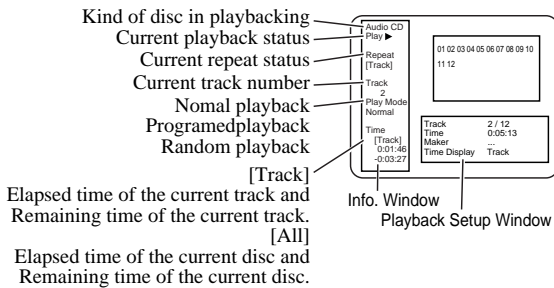 Kind of disc in playbacking
Current playback status
Current repeat status
Current track number
Nomal playback
Programedplayback
Random playback
[Track]
Elapsed time of the current track and
Remaining time of the current track.
[All]
Elapsed time of the current disc and
Remaining time of the current disc.
Audio CD
Play ▶
Repeat
[Track]
Track
2
Play Mode
Normal
Time
[Track]
0:01:46
-0:03:27
Info. Window
01 02 03 04 05 06 07 08 09 10
11 12
Track 2 / 12
Time 0:05:13
Maker ...
Time Display Track
Playback Setup Window